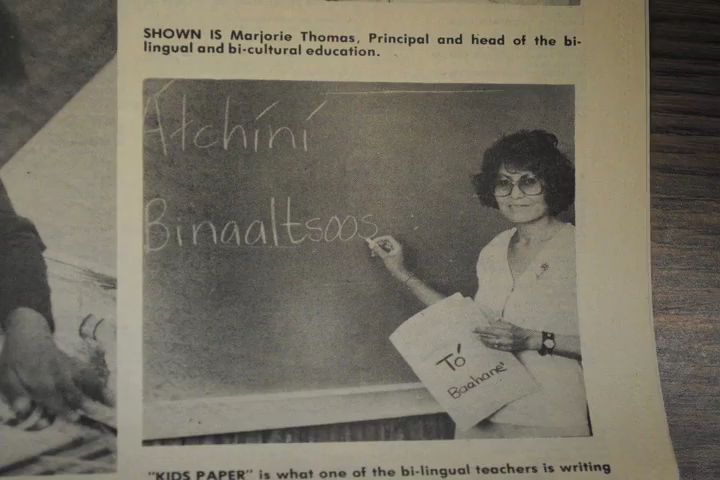 SHOWN IS Marjorie Thomas, Principal and head of the bi-
lingual and bi-cultural education.
Áłchíní
Binaaltsoos
Tó
Baahane'
"KIDS PAPER" is what one of the bi-lingual teachers is writing